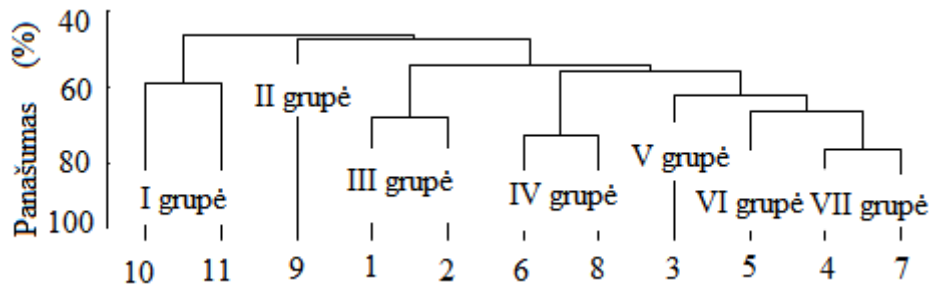 Panašumas (%)
40
60
80
100
I grupė
II grupė
III grupė
IV grupė
V grupė
VI grupė
VII grupė
10 11 9 1 2 6 8 3 5 4 7